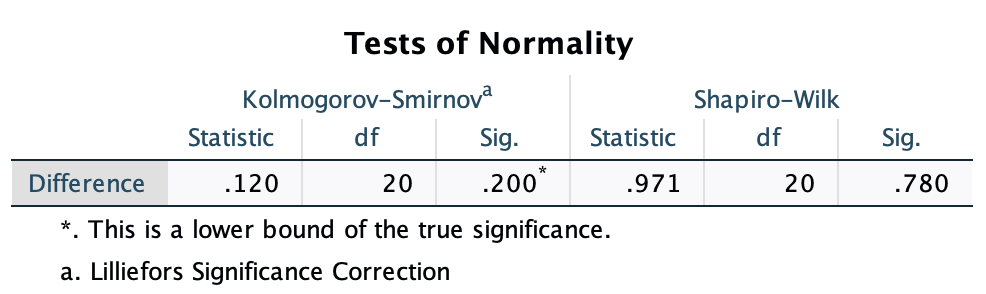 Tests of Normality
Kolmogorov-Smirnovᵃ Shapiro-Wilk
Statistic df Sig. Statistic df Sig.
Difference .120 20 .200* .971 20 .780
*. This is a lower bound of the true significance.
a. Lilliefors Significance Correction